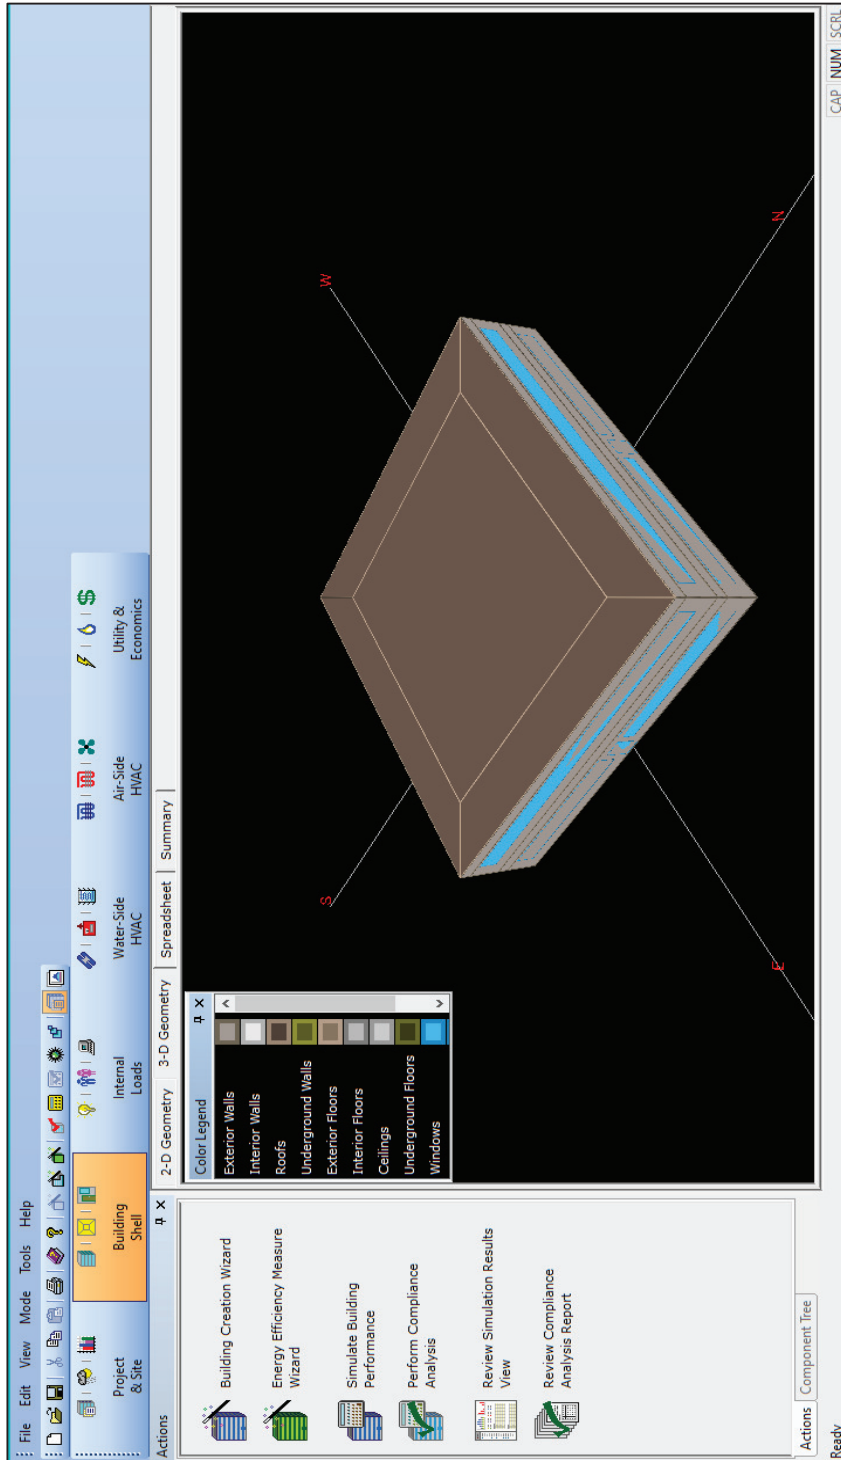 File Edit View Mode Tools Help
Project
& Site
Building
Shell
Internal
Loads
Water-Side
HVAC
Air-Side
HVAC
Utility &
Economics
Actions
Building Creation Wizard
Energy Efficiency Measure
Wizard
Simulate Building
Performance
Perform Compliance
Analysis
Review Simulation Results
View
Review Compliance
Analysis Report
Actions Component Tree
2-D Geometry 3-D Geometry Spreadsheet Summary
Color Legend
Exterior Walls
Interior Walls
Roofs
Underground Walls
Exterior Floors
Interior Floors
Ceilings
Underground Floors
Windows
S
W
E
N
Ready
CAP NUM SCRL